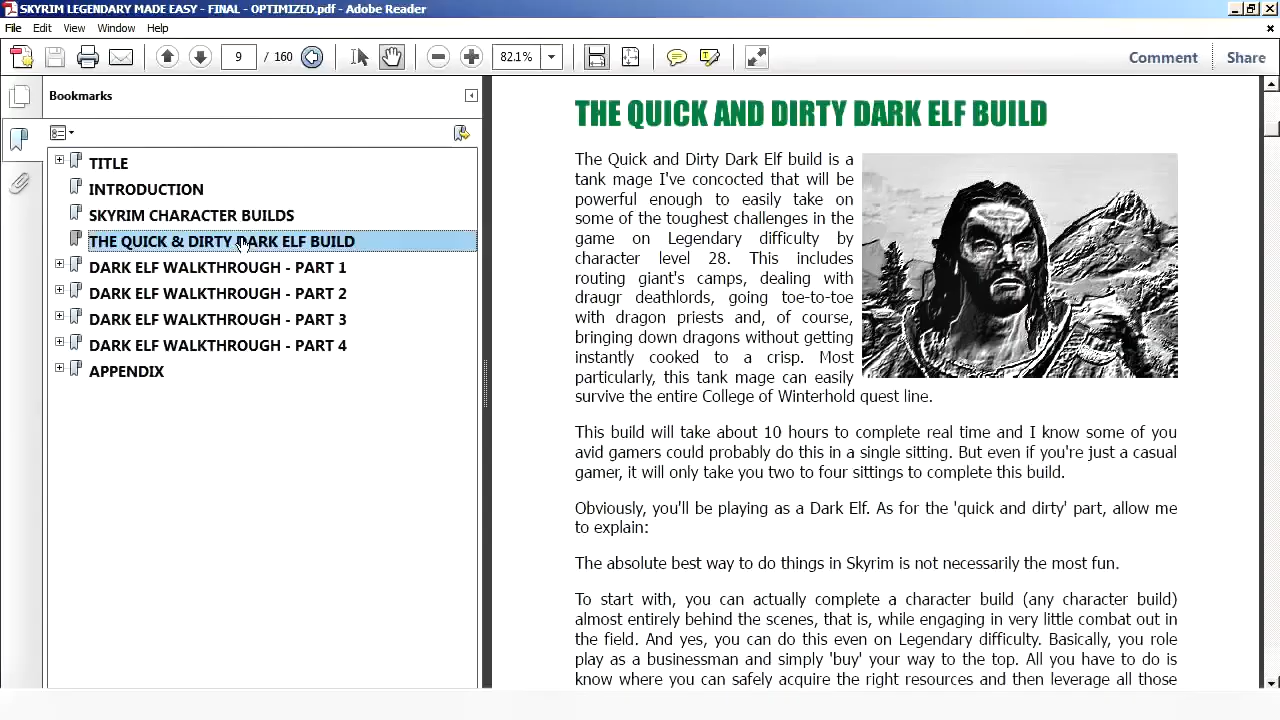 SKYRIM LEGENDARY MADE EASY - FINAL - OPTIMIZED.pdf - Adobe Reader
File Edit View Window Help
9 / 160 82.1% Comment Share
Bookmarks
TITLE
INTRODUCTION
SKYRIM CHARACTER BUILDS
THE QUICK & DIRTY DARK ELF BUILD
DARK ELF WALKTHROUGH - PART 1
DARK ELF WALKTHROUGH - PART 2
DARK ELF WALKTHROUGH - PART 3
DARK ELF WALKTHROUGH - PART 4
APPENDIX
THE QUICK AND DIRTY DARK ELF BUILD
The Quick and Dirty Dark Elf build is a
tank mage I've concocted that will be
powerful enough to easily take on
some of the toughest challenges in the
game on Legendary difficulty by
character level 28. This includes
routing giant's camps, dealing with
draugr deathlords, going toe-to-toe
with dragon priests and, of course,
bringing down dragons without getting
instantly cooked to a crisp. Most
particularly, this tank mage can easily
survive the entire College of Winterhold quest line.
This build will take about 10 hours to complete real time and I know some of you
avid gamers could probably do this in a single sitting. But even if you're just a casual
gamer, it will only take you two to four sittings to complete this build.
Obviously, you'll be playing as a Dark Elf. As for the 'quick and dirty' part, allow me
to explain:
The absolute best way to do things in Skyrim is not necessarily the most fun.
To start with, you can actually complete a character build (any character build)
almost entirely behind the scenes, that is, while engaging in very little combat out in
the field. And yes, you can do this even on Legendary difficulty. Basically, you role
play as a businessman and simply 'buy' your way to the top. All you have to do is
know where you can safely acquire the right resources and then leverage all those